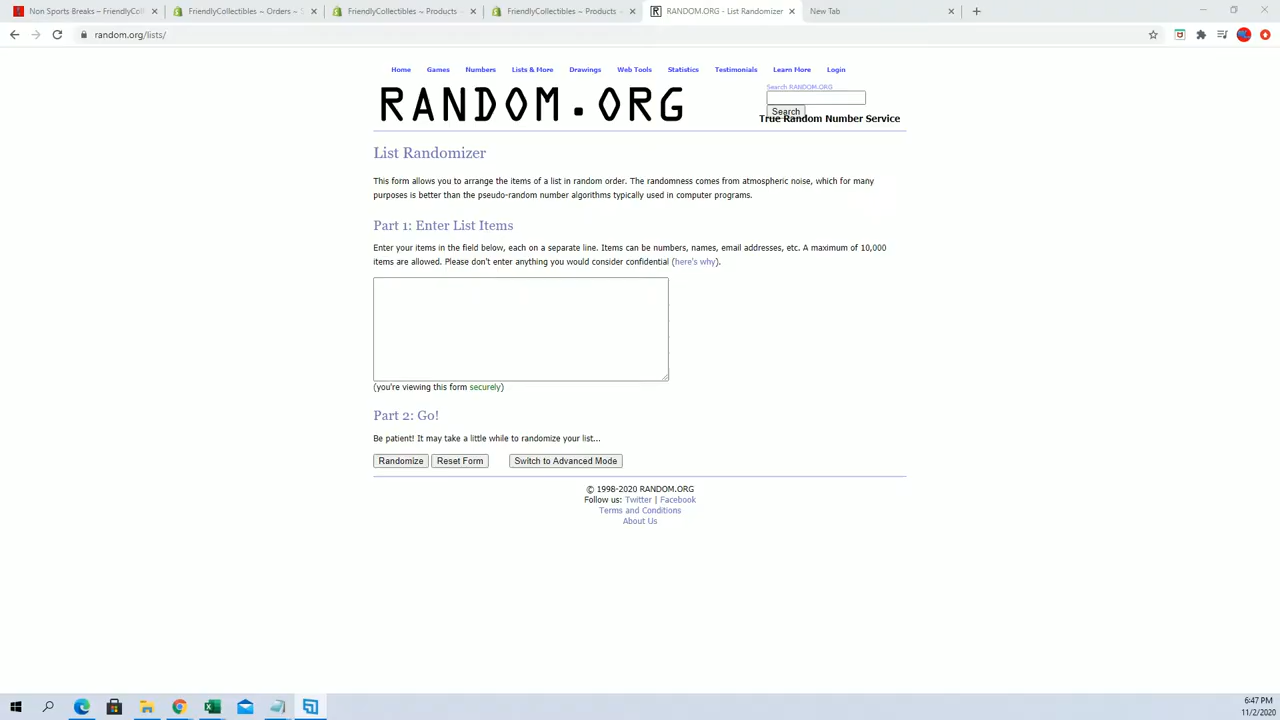 Non Sports Breaks – FriendlyColl
FriendlyCollectibles ~ Orders ~ S
FriendlyCollectibles ~ Products ~
FriendlyCollectibles ~ Products ~
RANDOM.ORG - List Randomizer
New Tab
random.org/lists/
Home Games Numbers Lists & More Drawings Web Tools Statistics Testimonials Learn More Login
Search RANDOM.ORG
RANDOM.ORG
Search
True Random Number Service
List Randomizer
This form allows you to arrange the items of a list in random order. The randomness comes from atmospheric noise, which for many
purposes is better than the pseudo-random number algorithms typically used in computer programs.
Part 1: Enter List Items
Enter your items in the field below, each on a separate line. Items can be numbers, names, email addresses, etc. A maximum of 10,000
items are allowed. Please don't enter anything you would consider confidential (here's why).
(you're viewing this form securely)
Part 2: Go!
Be patient! It may take a little while to randomize your list...
Randomize Reset Form Switch to Advanced Mode
© 1998-2020 RANDOM.ORG
Follow us: Twitter | Facebook
Terms and Conditions
About Us
6:47 PM
11/2/2020